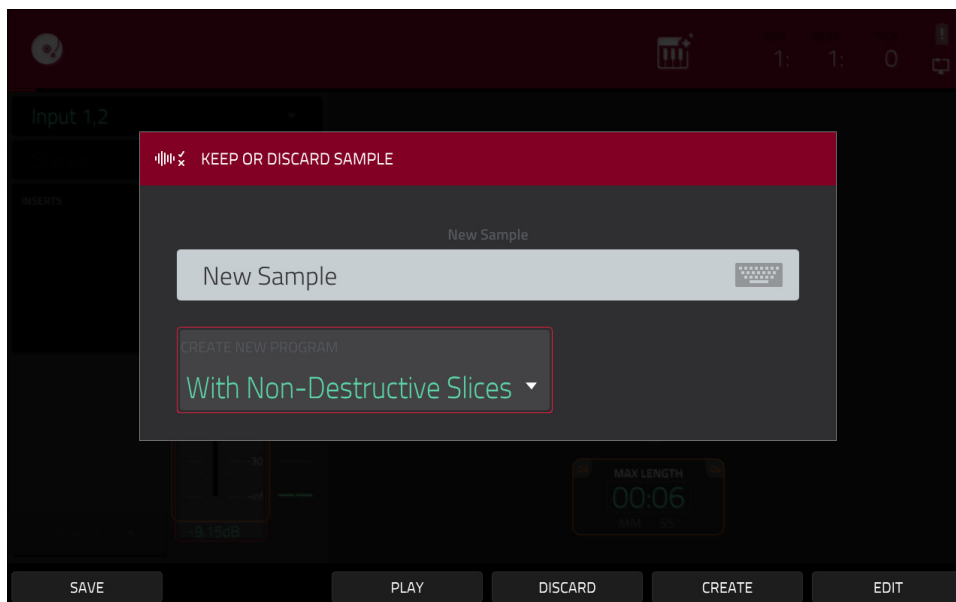 1: 1: 0
Input 1,2
KEEP OR DISCARD SAMPLE
INSERTS
New Sample
New Sample
CREATE NEW PROGRAM
With Non-Destructive Slices
-30
-inf
-9.15dB
MAX LENGTH
00:06
MM SS
SAVE PLAY DISCARD CREATE EDIT